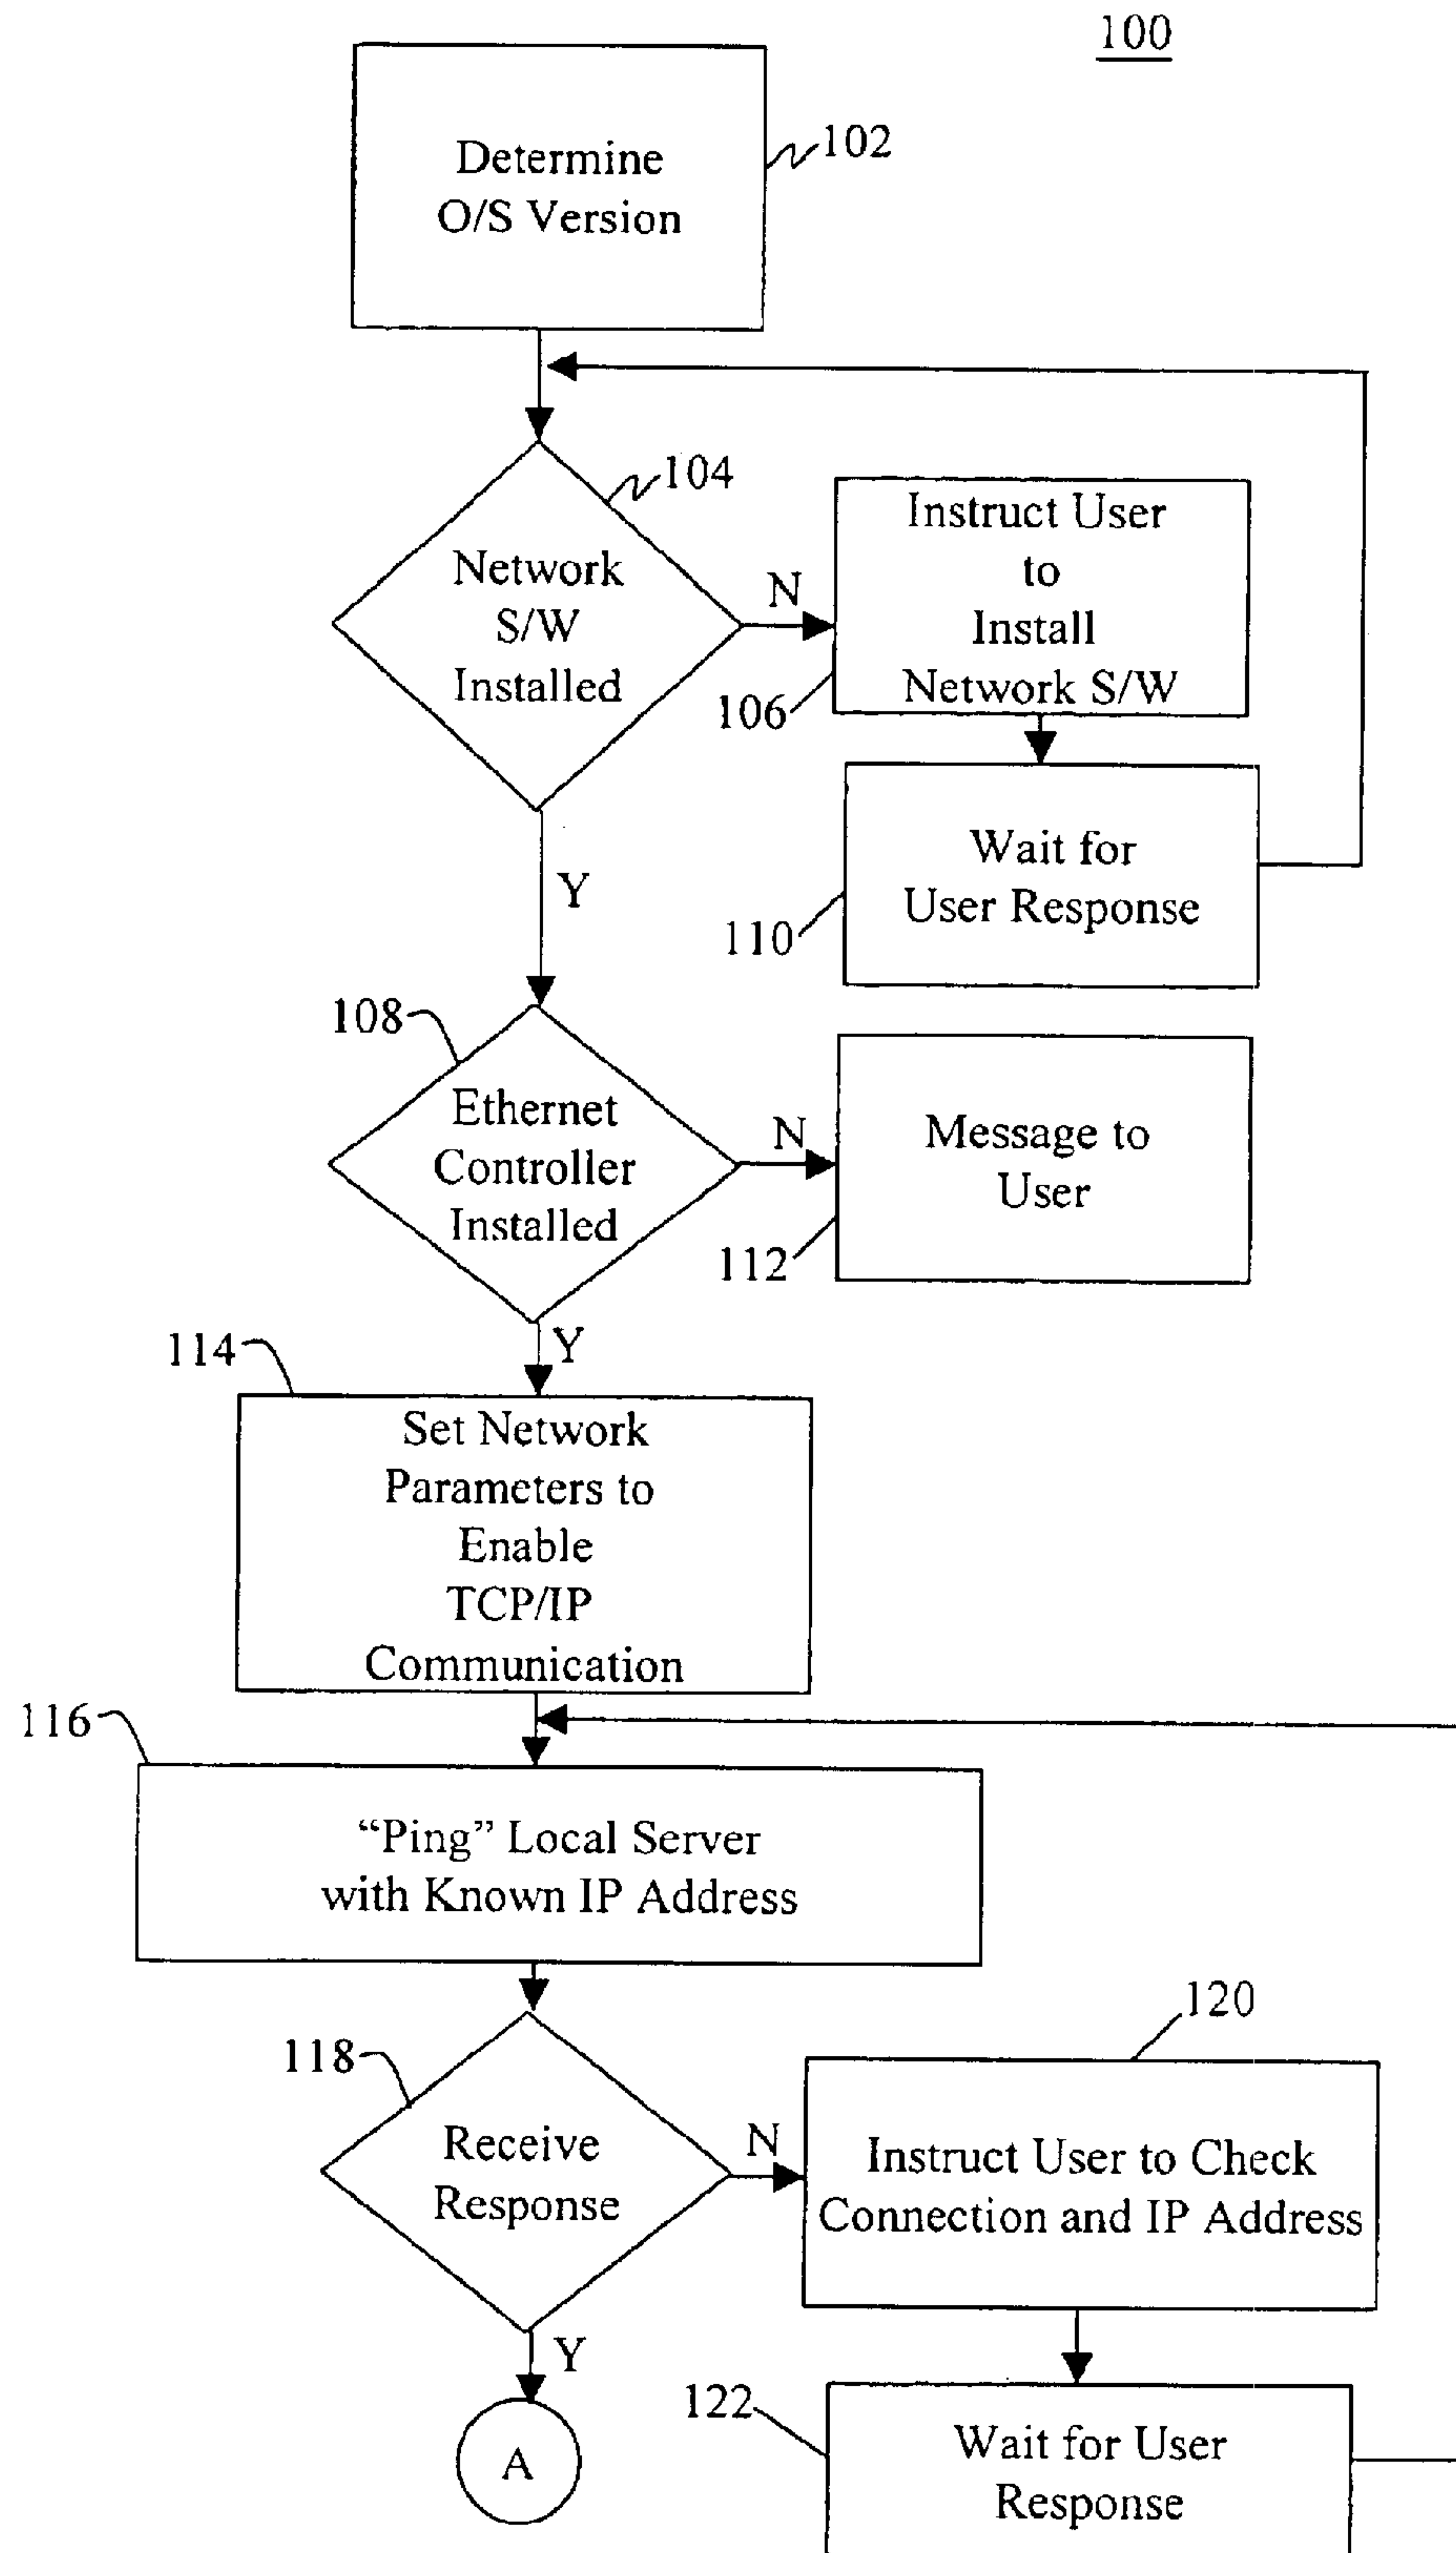 100
Determine
O/S Version
102
104
Network
S/W
Installed
N
Instruct User
to
Install
Network S/W
106
Wait for
User Response
110
Y
108
Ethernet
Controller
Installed
N
Message to
User
112
Y
114
Set Network
Parameters to
Enable
TCP/IP
Communication
116
“Ping” Local Server
with Known IP Address
118
Receive
Response
N
120
Instruct User to Check
Connection and IP Address
Y
A
122
Wait for User
Response